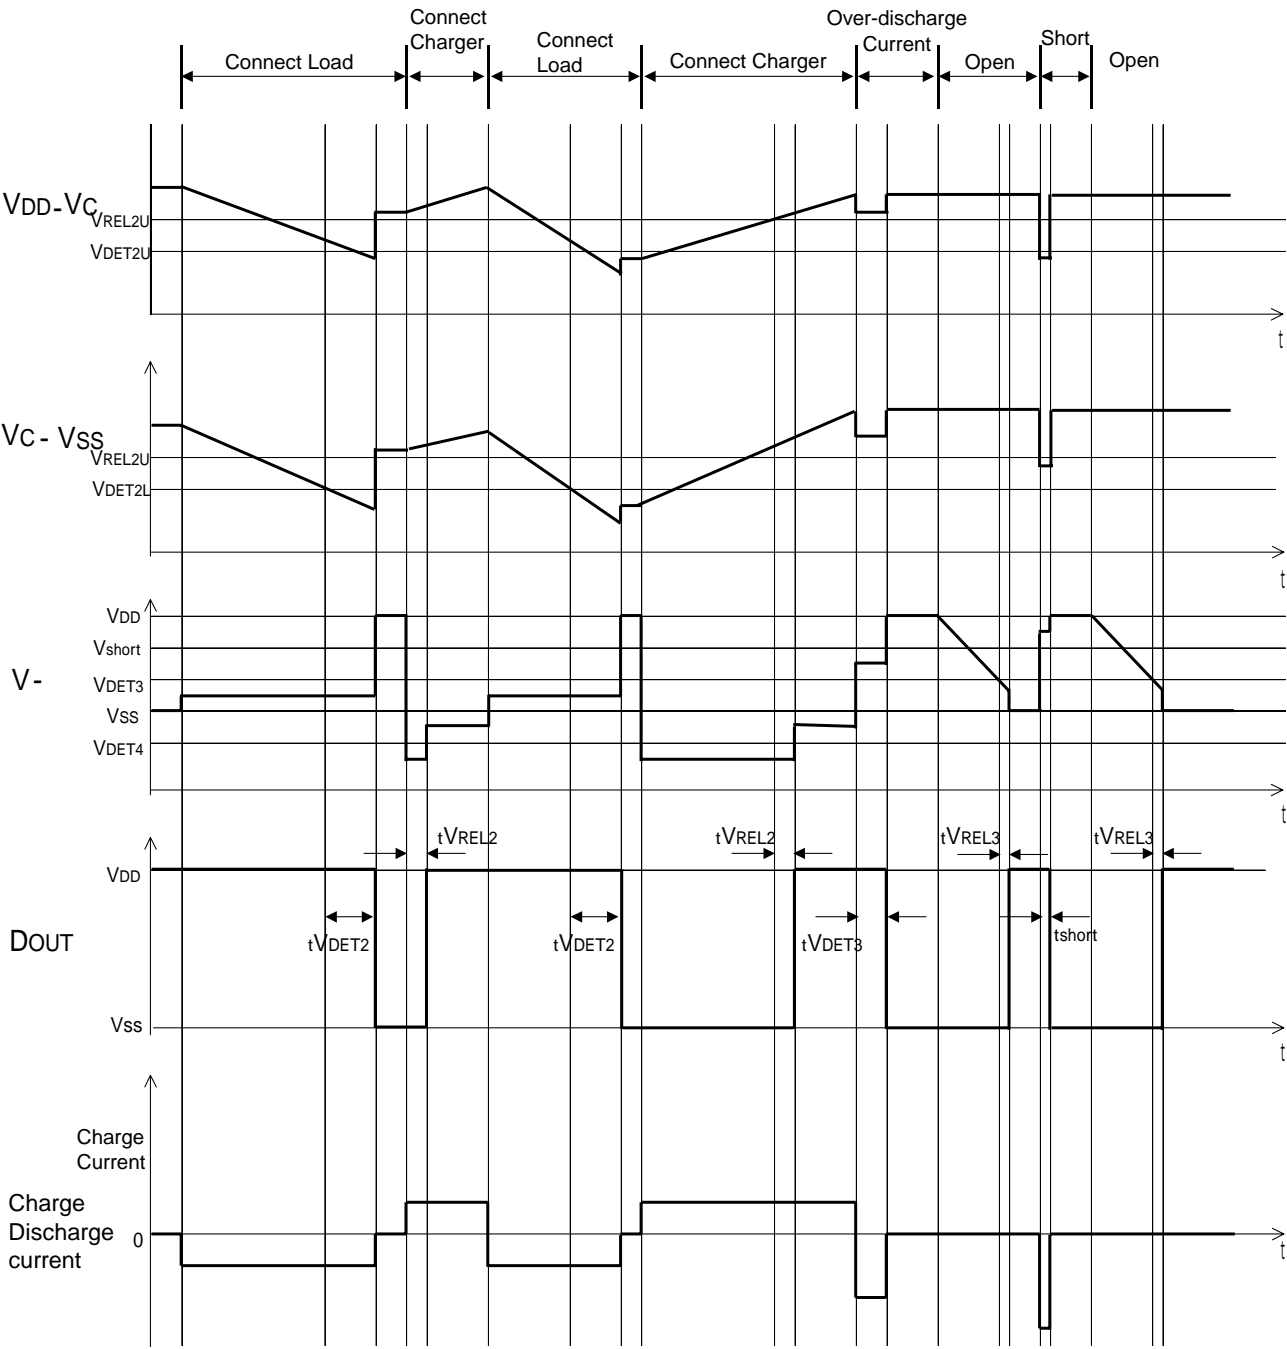 Connect Load
Connect
Charger
Connect
Load
Connect Charger
Over-discharge
Current
Open
Short
Open
VDD-VC
VREL2U
VDET2U
t
VC - VSS
VREL2U
VDET2L
t
V-
VDD
Vshort
VDET3
VSS
VDET4
t
DOUT
VDD
VSS
tVREL2
tVREL2
tVREL3
tVREL3
tVDET2
tVDET2
tVDET3
tshort
t
Charge
Current
Charge
Discharge
current
0
t